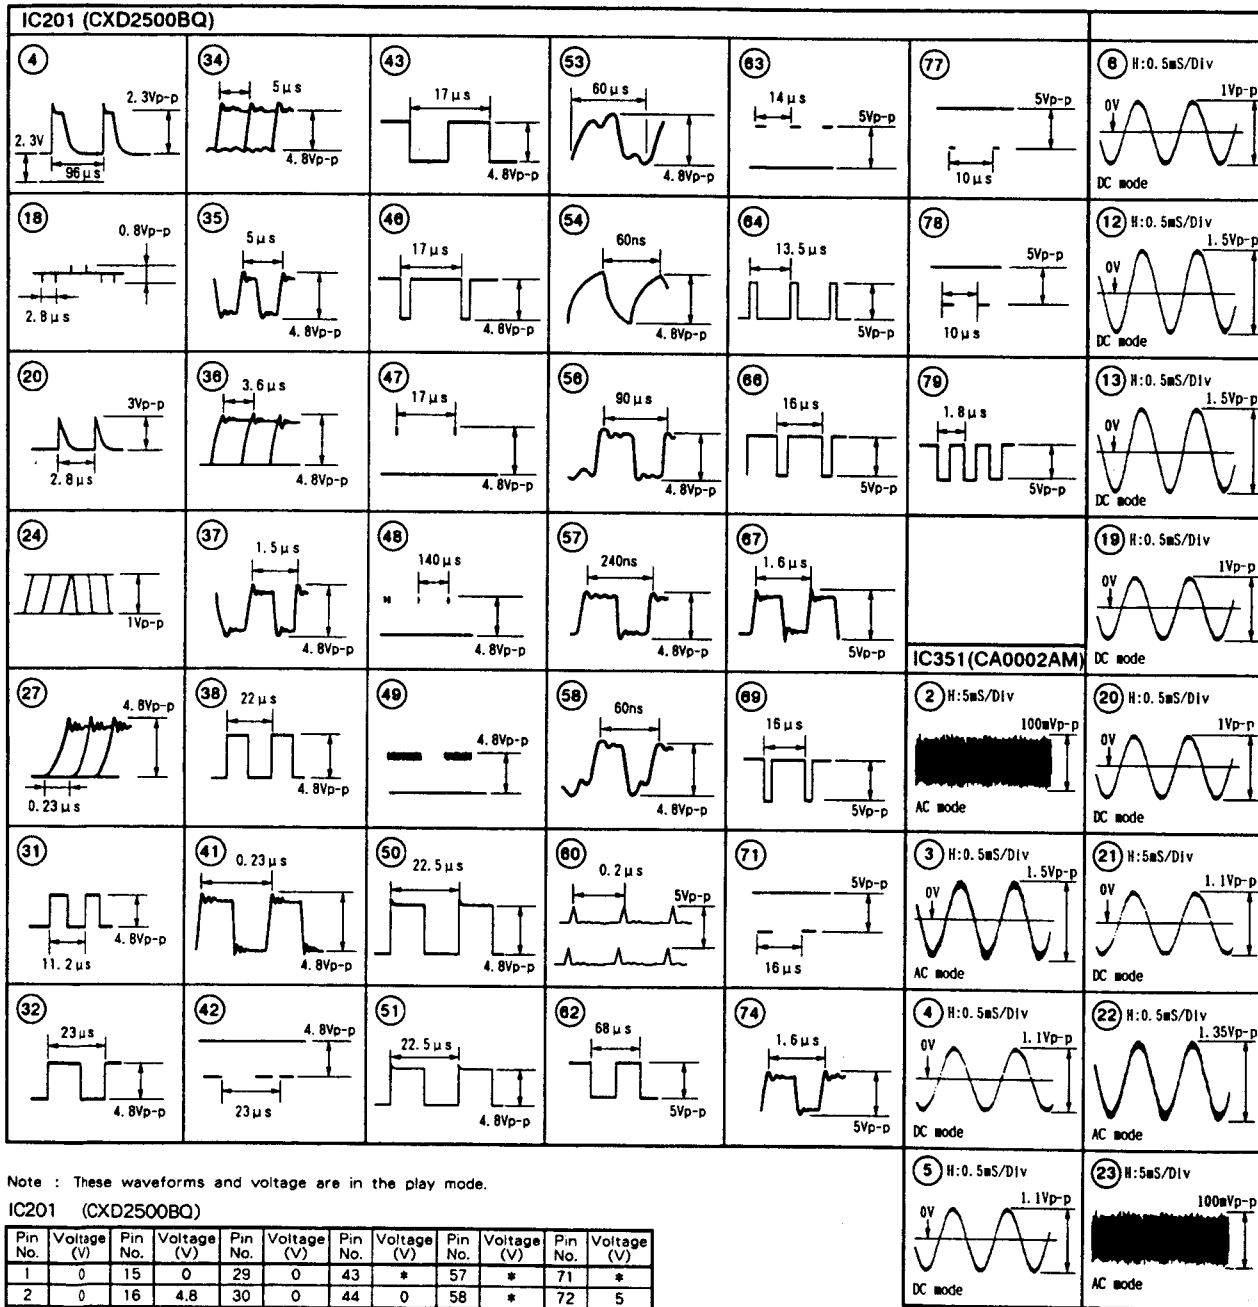 IC201 (CXD2500BQ)
4
2.3Vp-p
2.3V
96μs
34
5μs
4.8Vp-p
43
17μs
4.8Vp-p
53
60μs
4.8Vp-p
63
14μs
5Vp-p
77
5Vp-p
10μs
6 H:0.5mS/Div
0V
1Vp-p
DC mode
18
0.8Vp-p
2.8μs
35
5μs
4.8Vp-p
46
17μs
4.8Vp-p
54
60ns
4.8Vp-p
64
13.5μs
5Vp-p
78
5Vp-p
10μs
12 H:0.5mS/Div
1.5Vp-p
0V
DC mode
20
3Vp-p
2.8μs
36
3.6μs
4.8Vp-p
47
17μs
4.8Vp-p
56
90μs
4.8Vp-p
66
16μs
5Vp-p
79
1.8μs
5Vp-p
13 H:0.5mS/Div
1.5Vp-p
0V
DC mode
24
1Vp-p
37
1.5μs
4.8Vp-p
48
140μs
4.8Vp-p
57
240ns
4.8Vp-p
67
1.6μs
5Vp-p
19 H:0.5mS/Div
1Vp-p
0V
DC mode
IC351(CA0002AM)
27
4.8Vp-p
0.23μs
38
22μs
4.8Vp-p
49
4.8Vp-p
58
60ns
4.8Vp-p
69
16μs
5Vp-p
2 H:5mS/Div
100mVp-p
AC mode
20 H:0.5mS/Div
1Vp-p
0V
DC mode
31
4.8Vp-p
11.2μs
41
0.23μs
4.8Vp-p
50
22.5μs
4.8Vp-p
60
0.2μs
5Vp-p
71
5Vp-p
16μs
3 H:0.5mS/Div
1.5Vp-p
0V
AC mode
21 H:5mS/Div
1.1Vp-p
0V
DC mode
32
23μs
4.8Vp-p
42
4.8Vp-p
23μs
51
22.5μs
4.8Vp-p
62
68μs
5Vp-p
74
1.6μs
5Vp-p
4 H:0.5mS/Div
1.1Vp-p
0V
DC mode
22 H:0.5mS/Div
1.35Vp-p
AC mode
5 H:0.5mS/Div
1.1Vp-p
0V
DC mode
23 H:5mS/Div
100mVp-p
AC mode
Note : These waveforms and voltage are in the play mode.
IC201 (CXD2500BQ)
Pin No. Voltage (V) Pin No. Voltage (V) Pin No. Voltage (V) Pin No. Voltage (V) Pin No. Voltage (V) Pin No. Voltage (V)
1 0 15 0 29 0 43 * 57 * 71 *
2 0 16 4.8 30 0 44 0 58 * 72 5